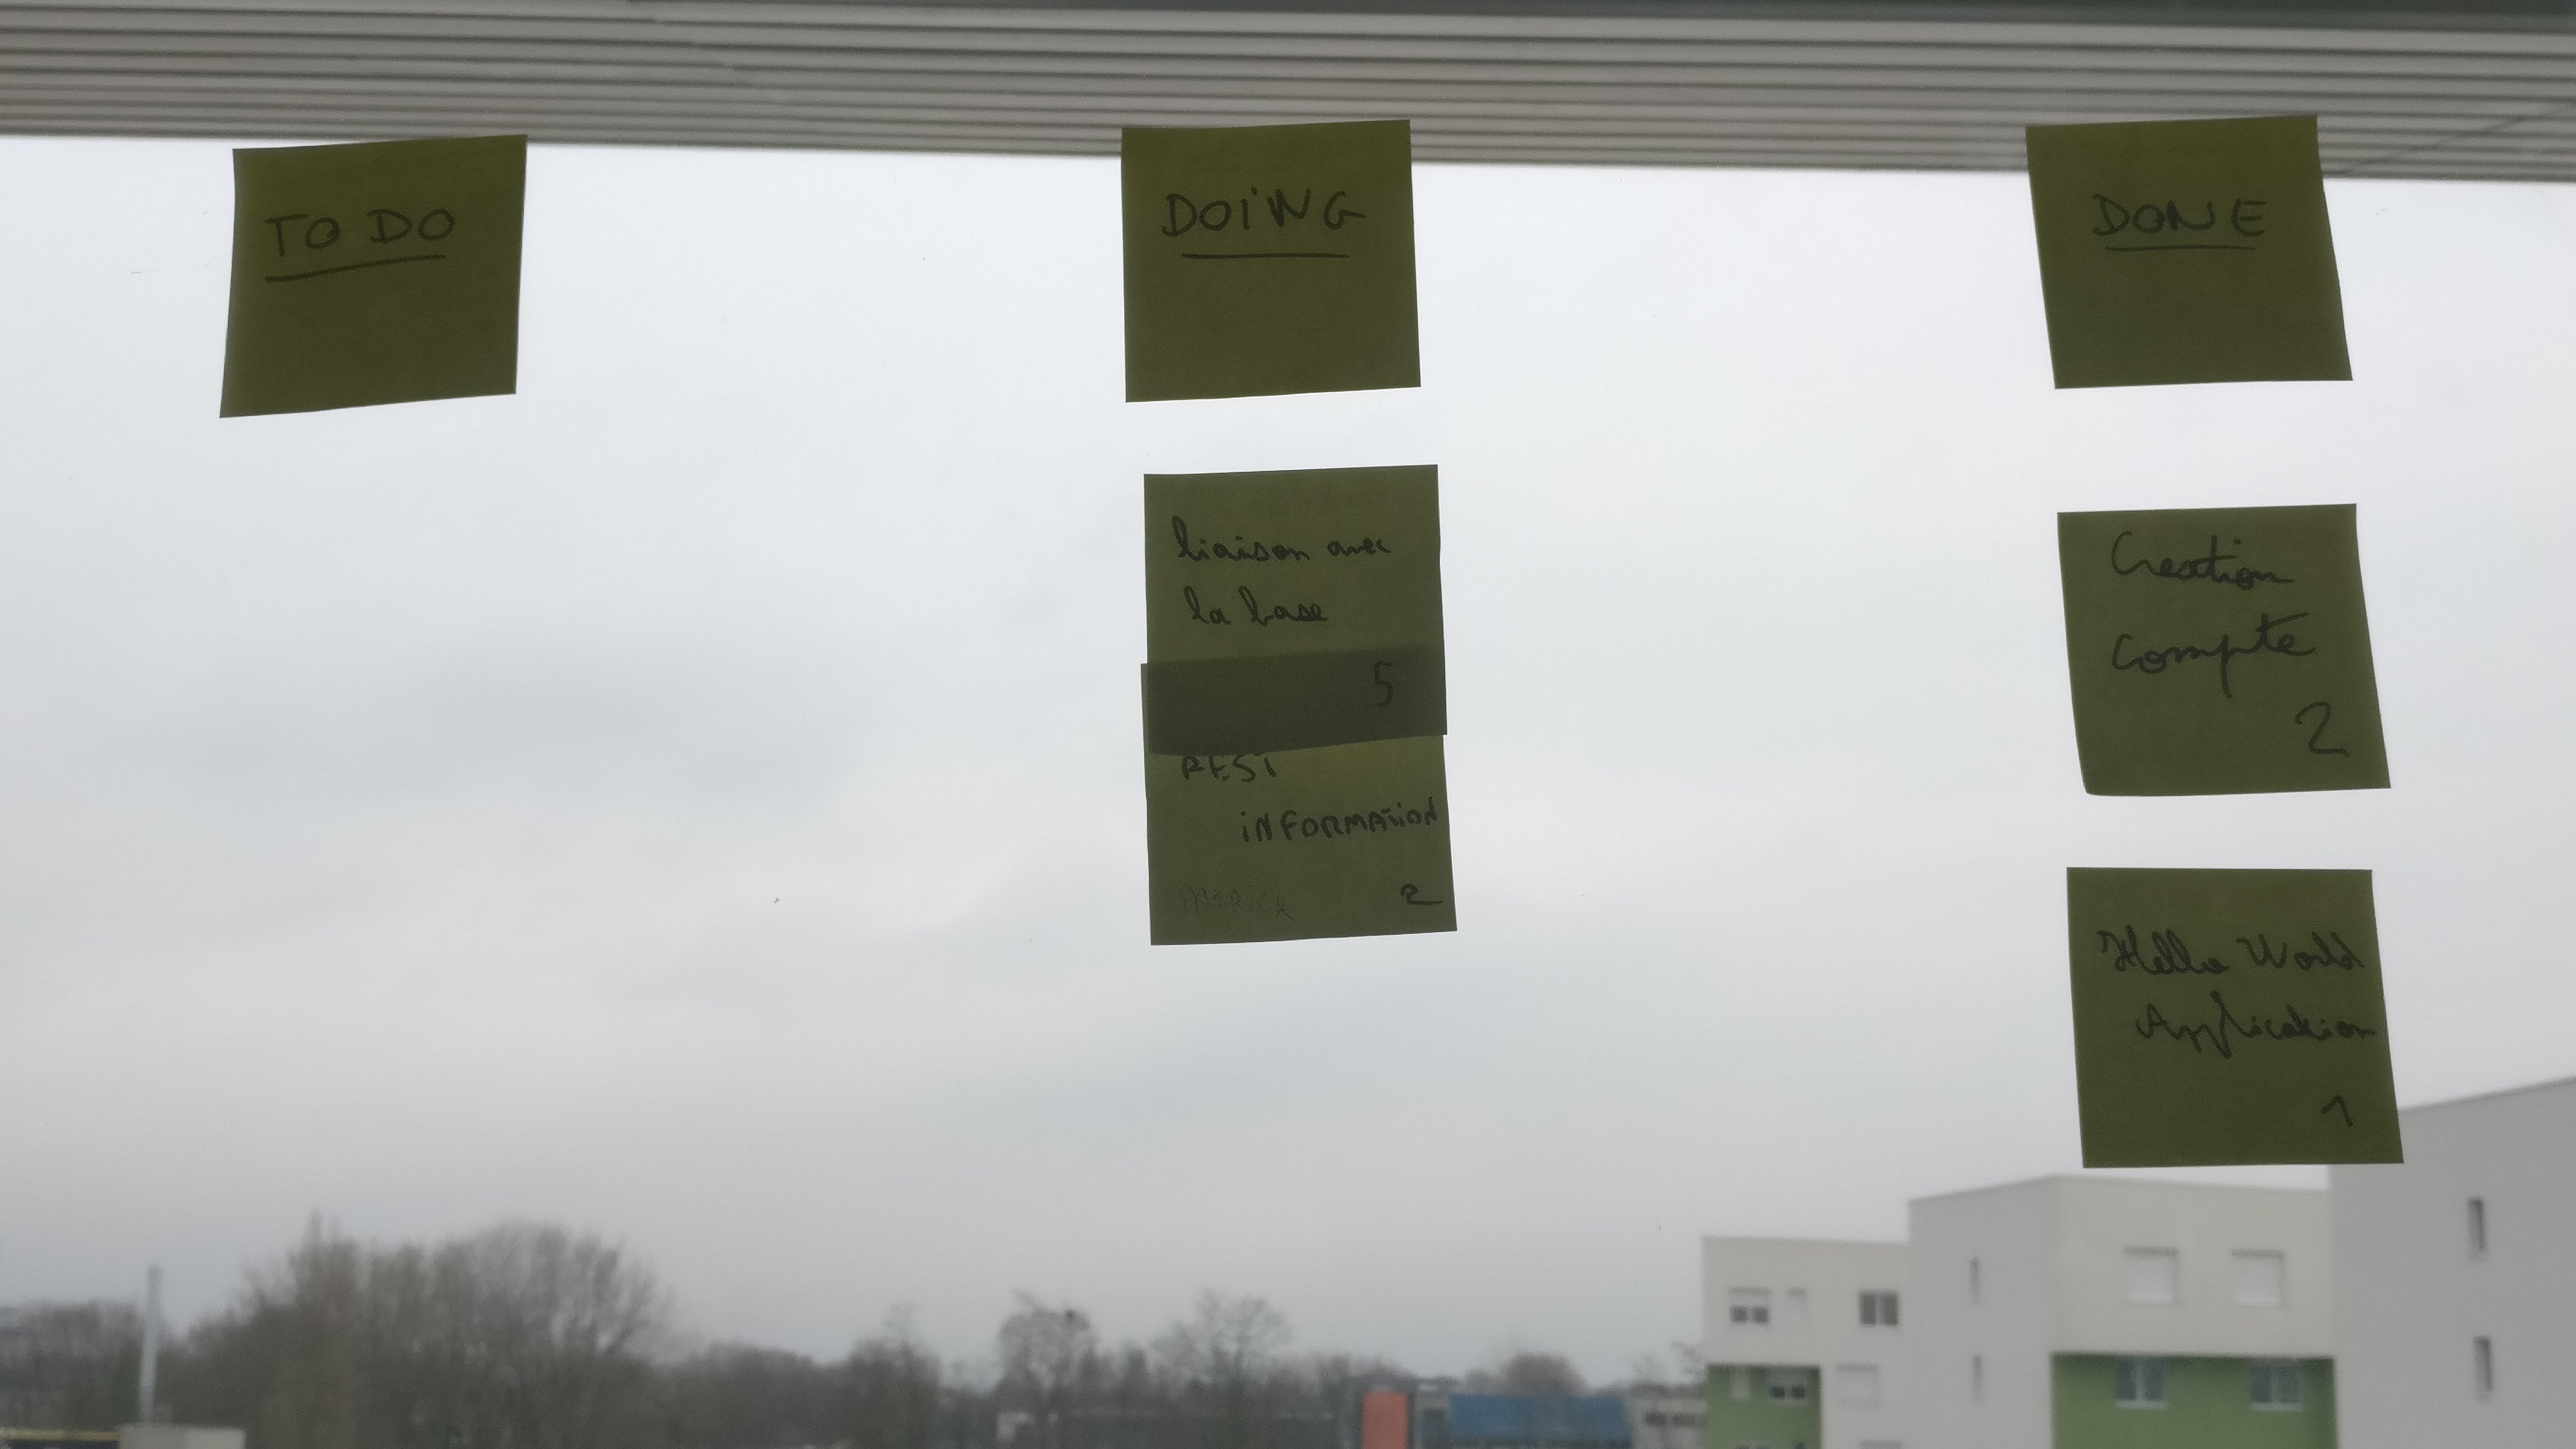 TO DO
DOING
liaison avec
la base
5
REST
INFORMATION
PATRICK
2
DONE
Creation
Compte
2
Hello World
Application
1